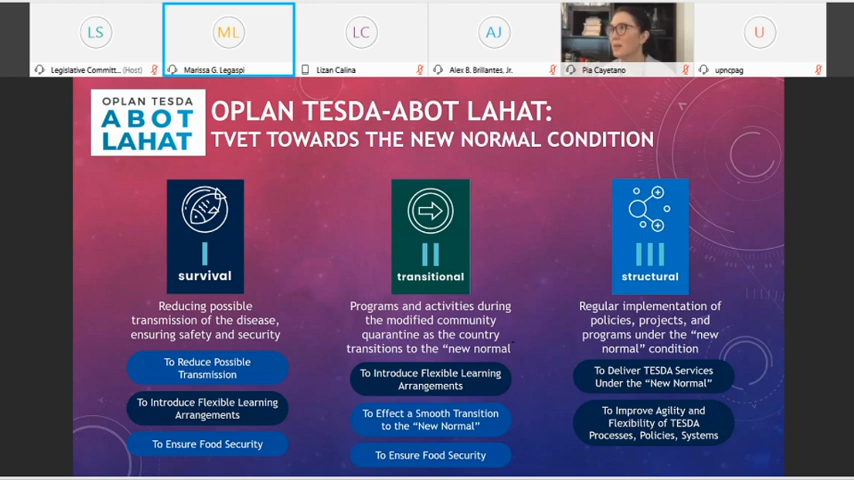 LS
ML
LC
AJ
U
Legislative Committ... (Host)
Marissa G. Legaspi
Lizan Calina
Alex B. Brillantes, Jr.
Pia Cayetano
upncpag
OPLAN TESDA
ABOT
LAHAT
OPLAN TESDA-ABOT LAHAT:
TVET TOWARDS THE NEW NORMAL CONDITION
I
survival
Reducing possible
transmission of the disease,
ensuring safety and security
To Reduce Possible
Transmission
To Introduce Flexible Learning
Arrangements
To Ensure Food Security
II
transitional
Programs and activities during
the modified community
quarantine as the country
transitions to the “new normal
To Introduce Flexible Learning
Arrangements
To Effect a Smooth Transition
to the “New Normal”
To Ensure Food Security
III
structural
Regular implementation of
policies, projects, and
programs under the “new
normal” condition
To Deliver TESDA Services
Under the “New Normal”
To Improve Agility and
Flexibility of TESDA
Processes, Policies, Systems